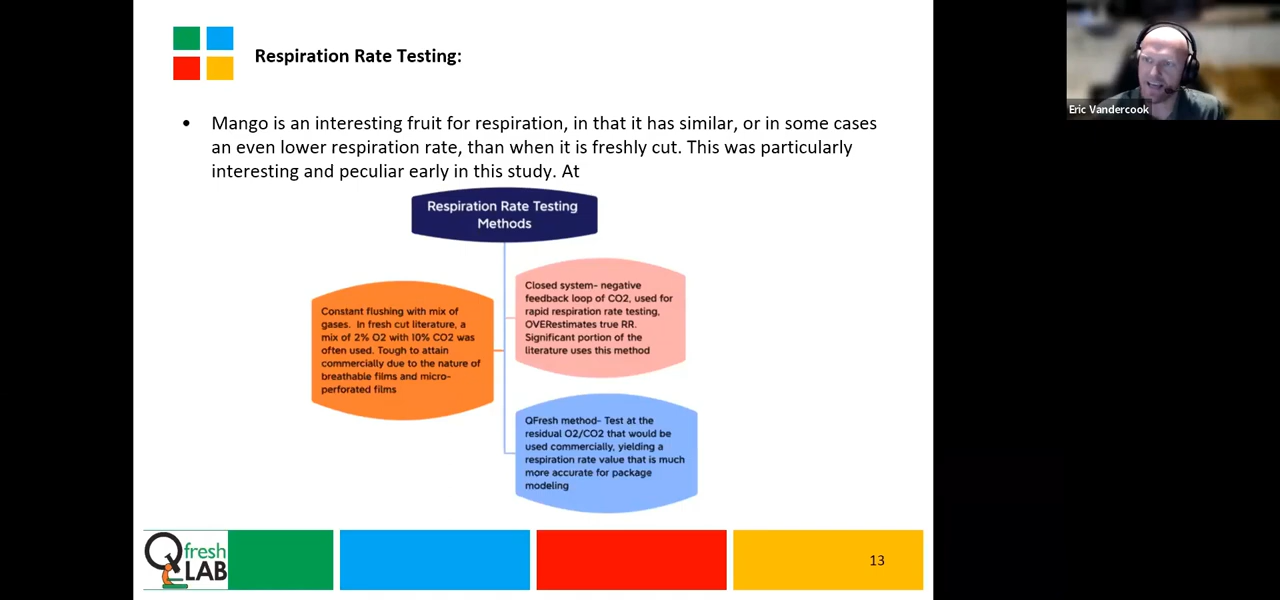 Respiration Rate Testing:
Eric Vandercook
• Mango is an interesting fruit for respiration, in that it has similar, or in some cases
an even lower respiration rate, than when it is freshly cut. This was particularly
interesting and peculiar early in this study. At
Respiration Rate Testing
Methods
Constant flushing with mix of
gases. In fresh cut literature, a
mix of 2% O2 with 10% CO2 was
often used. Tough to attain
commercially due to the nature of
breathable films and micro-
perforated films
Closed system- negative
feedback loop of CO2, used for
rapid respiration rate testing,
OVERestimates true RR.
Significant portion of the
literature uses this method
QFresh method- Test at the
residual O2/CO2 that would be
used commercially, yielding a
respiration rate value that is much
more accurate for package
modeling
Qfresh
LAB
13